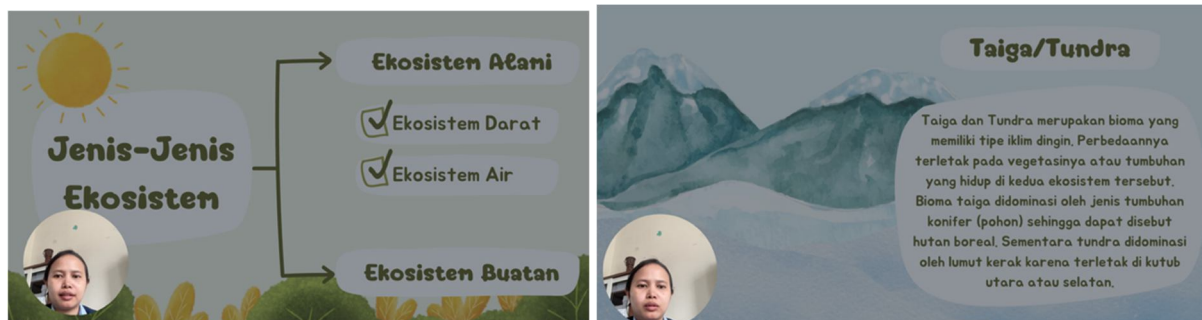 Jenis-Jenis
Ekosistem
Ekosistem Alami
Ekosistem Darat
Ekosistem Air
Ekosistem Buatan
Taiga/Tundra
Taiga dan Tundra merupakan bioma yang
memiliki tipe iklim dingin. Perbedaannya
terletak pada vegetasinya atau tumbuhan
yang hidup di kedua ekosistem tersebut.
Bioma taiga didominasi oleh jenis tumbuhan
konifer (pohon) sehingga dapat disebut
hutan boreal. Sementara tundra didominasi
oleh lumut kerak karena terletak di kutub
utara atau selatan.